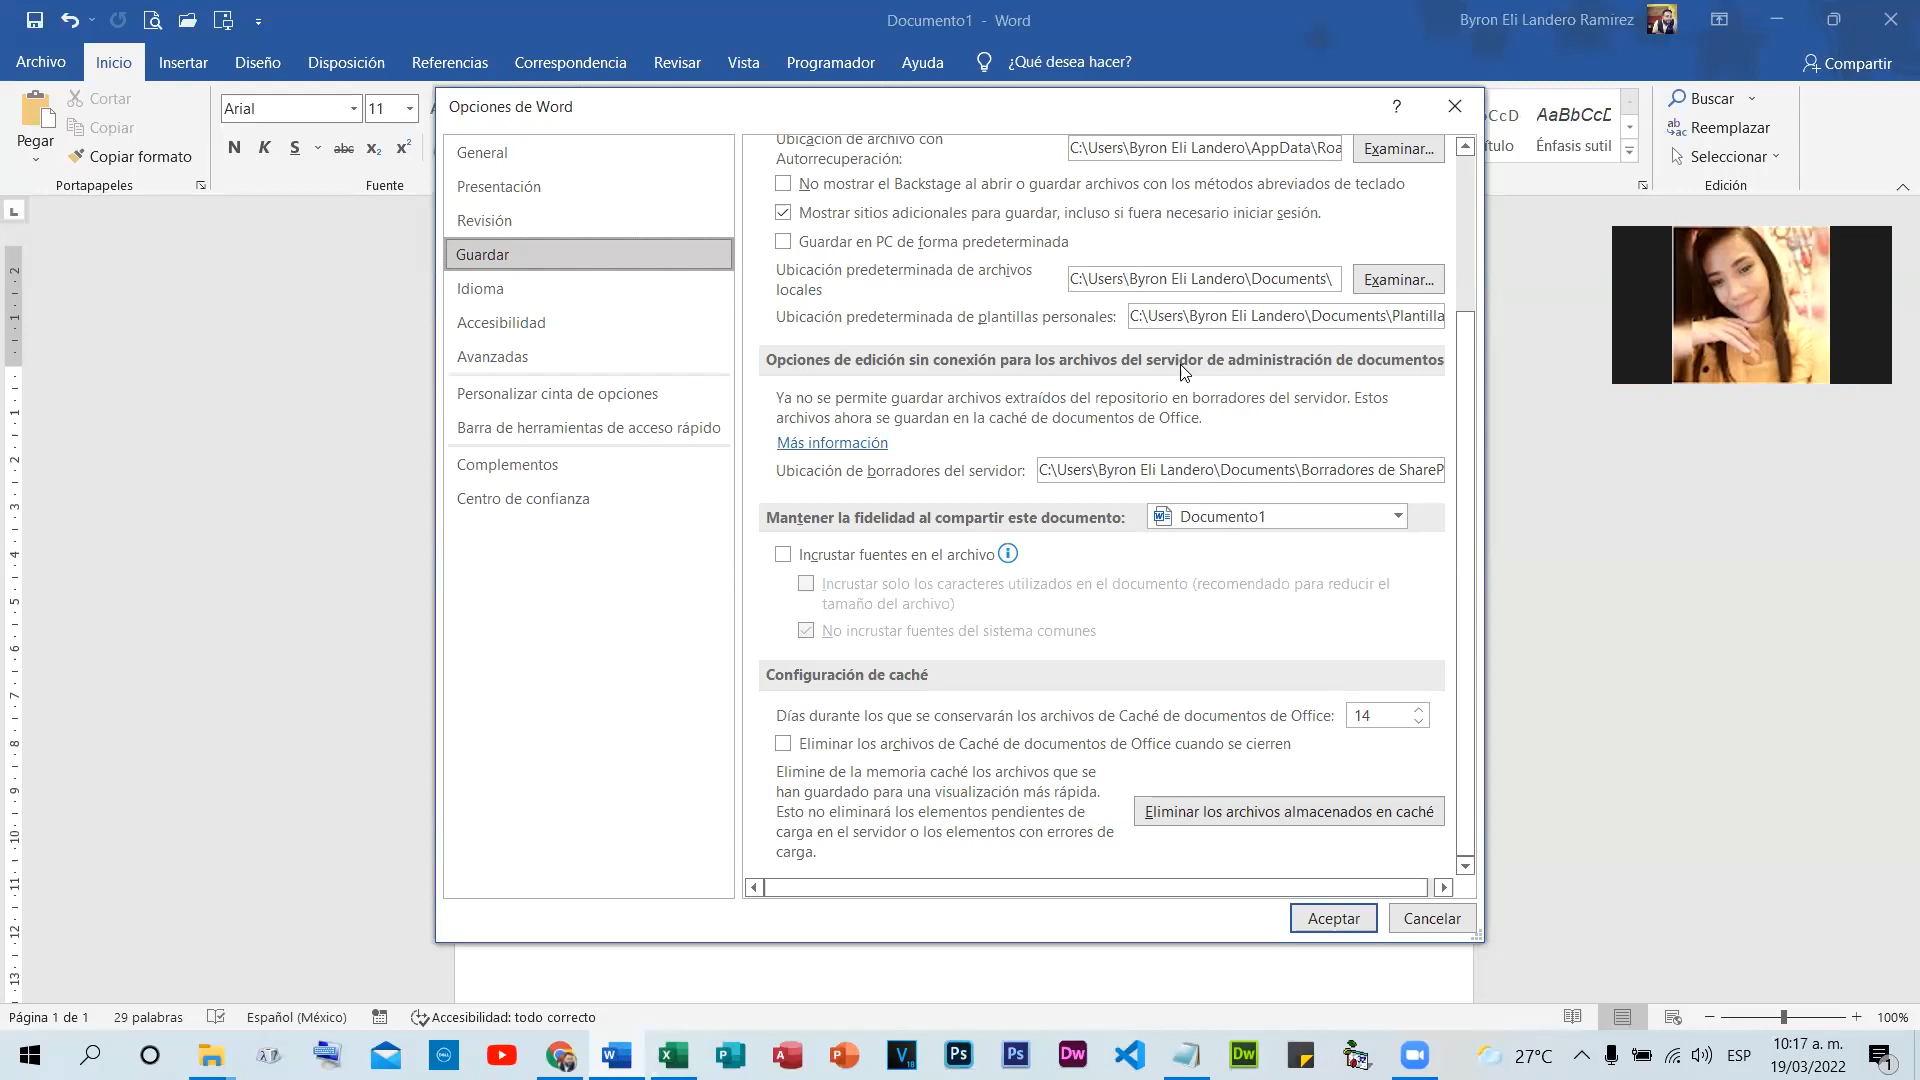 Documento1 - Word
Byron Eli Landero Ramirez
Archivo
Inicio
Insertar
Diseño
Disposición
Referencias
Correspondencia
Revisar
Vista
Programador
Ayuda
¿Qué desea hacer?
Compartir
Pegar
Cortar
Copiar
Copiar formato
Portapapeles
Arial
11
N K S abc x₂ x²
Fuente
AaBbCcD
Énfasis sutil
Buscar
Reemplazar
Seleccionar
Edición
Opciones de Word
?
General
Presentación
Revisión
Guardar
Idioma
Accesibilidad
Avanzadas
Personalizar cinta de opciones
Barra de herramientas de acceso rápido
Complementos
Centro de confianza
Ubicación de archivo con
Autorrecuperación:
C:\Users\Byron Eli Landero\AppData\Roa
Examinar...
No mostrar el Backstage al abrir o guardar archivos con los métodos abreviados de teclado
Mostrar sitios adicionales para guardar, incluso si fuera necesario iniciar sesión.
Guardar en PC de forma predeterminada
Ubicación predeterminada de archivos
locales
C:\Users\Byron Eli Landero\Documents\
Examinar...
Ubicación predeterminada de plantillas personales:
C:\Users\Byron Eli Landero\Documents\Plantilla
Opciones de edición sin conexión para los archivos del servidor de administración de documentos
Ya no se permite guardar archivos extraídos del repositorio en borradores del servidor. Estos
archivos ahora se guardan en la caché de documentos de Office.
Más información
Ubicación de borradores del servidor:
C:\Users\Byron Eli Landero\Documents\Borradores de ShareP
Mantener la fidelidad al compartir este documento:
Documento1
Incrustar fuentes en el archivo
Incrustar solo los caracteres utilizados en el documento (recomendado para reducir el
tamaño del archivo)
No incrustar fuentes del sistema comunes
Configuración de caché
Días durante los que se conservarán los archivos de Caché de documentos de Office:
14
Eliminar los archivos de Caché de documentos de Office cuando se cierren
Elimine de la memoria caché los archivos que se
han guardado para una visualización más rápida.
Esto no eliminará los elementos pendientes de
carga en el servidor o los elementos con errores de
carga.
Eliminar los archivos almacenados en caché
Aceptar
Cancelar
Página 1 de 1
29 palabras
Español (México)
Accesibilidad: todo correcto
100%
27°C
ESP
10:17 a. m.
19/03/2022
1